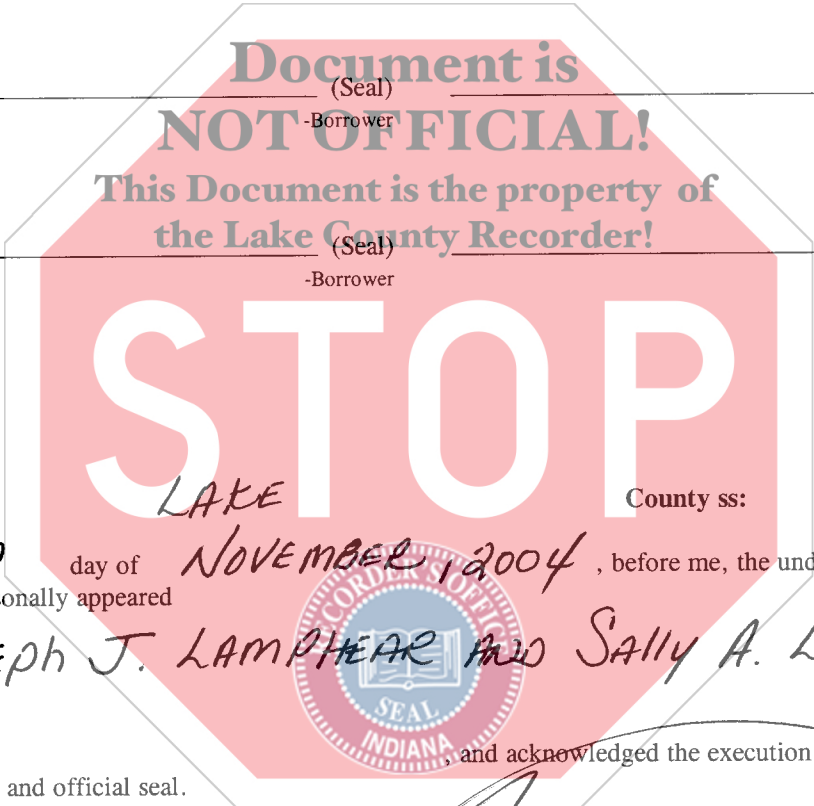 Document is
(Seal)
NOT OFFICIAL!
-Borrower
This Document is the property of
the Lake County Recorder!
(Seal)
-Borrower
STOP
LAKE County ss:
day of NOVEMBER, 2004 , before me, the und
onally appeared
eph J. LAMPHEAR AND SAlly A. L
RECORDER'S OFFICE
SEAL
INDIANA
, and acknowledged the execution
and official seal.